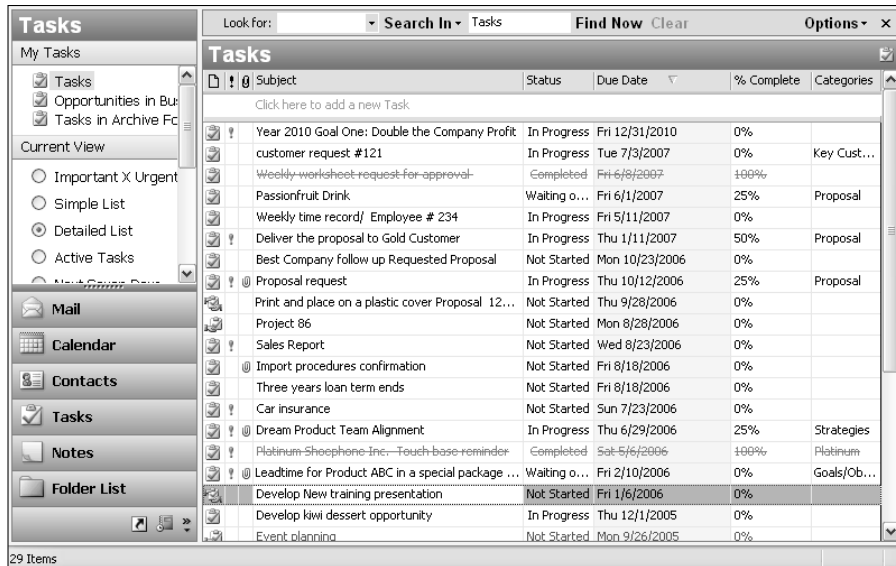 Tasks
Look for: Search In Tasks Find Now Clear Options
My Tasks
Tasks
Opportunities in Bu
Tasks in Archive Fo
Current View
Important X Urgent
Simple List
Detailed List
Active Tasks
Next Seven Days
Mail
Calendar
Contacts
Tasks
Notes
Folder List
Tasks
Subject Status Due Date % Complete Categories
Click here to add a new Task
Year 2010 Goal One: Double the Company Profit In Progress Fri 12/31/2010 0%
customer request #121 In Progress Tue 7/3/2007 0% Key Cust...
Weekly worksheet request for approval Completed Fri 6/8/2007 100%
Passionfruit Drink Waiting o... Fri 6/1/2007 25% Proposal
Weekly time record/ Employee # 234 In Progress Fri 5/11/2007 0%
Deliver the proposal to Gold Customer In Progress Thu 1/11/2007 50% Proposal
Best Company follow up Requested Proposal Not Started Mon 10/23/2006 0%
Proposal request In Progress Thu 10/12/2006 25% Proposal
Print and place on a plastic cover Proposal 12... Not Started Thu 9/28/2006 0%
Project 86 Not Started Mon 8/28/2006 0%
Sales Report Not Started Wed 8/23/2006 0%
Import procedures confirmation Not Started Fri 8/18/2006 0%
Three years loan term ends Not Started Fri 8/18/2006 0%
Car insurance Not Started Sun 7/23/2006 0%
Dream Product Team Alignment In Progress Thu 6/29/2006 25% Strategies
Platinum Shoephone Inc. Touch base reminder Completed Sat 5/6/2006 100% Platinum
Leadtime for Product ABC in a special package ... Waiting o... Fri 2/10/2006 0% Goals/Ob...
Develop New training presentation Not Started Fri 1/6/2006 0%
Develop kiwi dessert opportunity In Progress Thu 12/1/2005 0%
Event planning Not Started Mon 9/26/2005 0%
29 Items